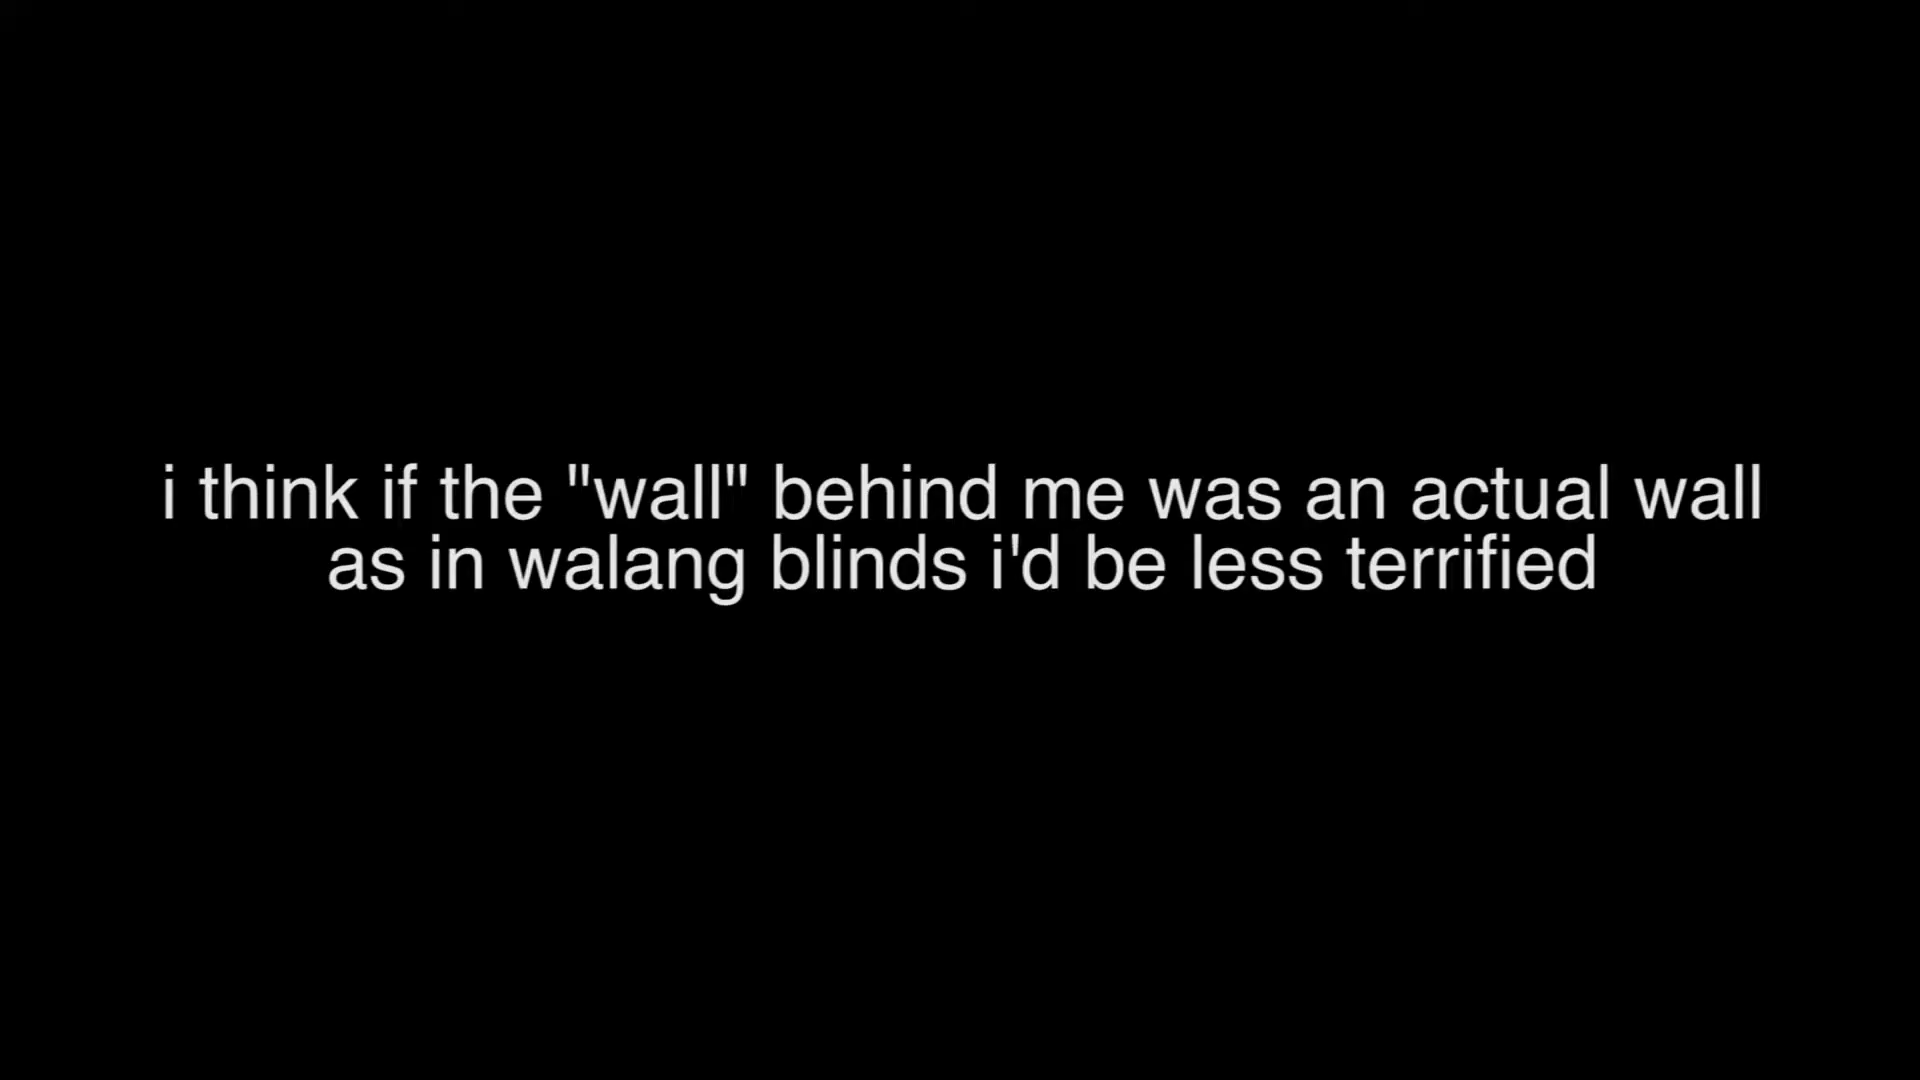 i think if the "wall" behind me was an actual wall
as in walang blinds i'd be less terrified